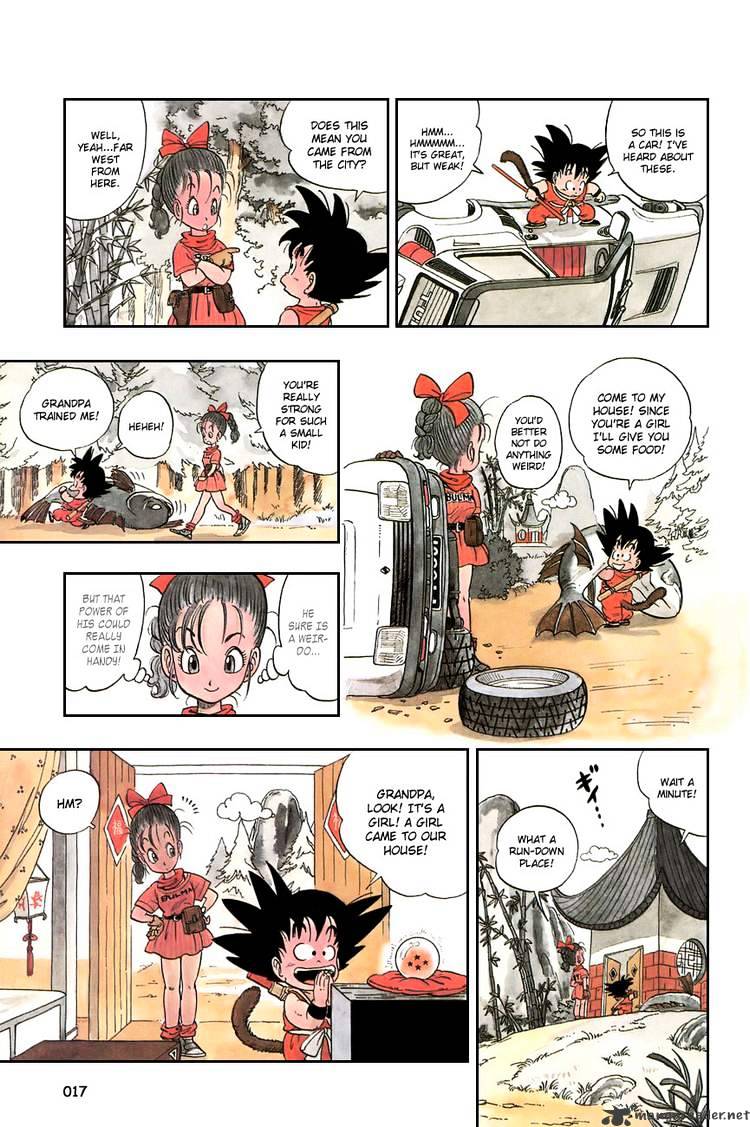 SO THIS IS
A CAR! I'VE
HEARD ABOUT
THESE.
HMM...
HMMMMM...
IT'S GREAT,
BUT WEAK!
DOES THIS
MEAN YOU
CAME FROM
THE CITY?
WELL,
YEAH...FAR
WEST FROM
HERE.
COME TO MY
HOUSE! SINCE
YOU'RE A GIRL
I'LL GIVE YOU
SOME FOOD!
YOU'D
BETTER
NOT DO
ANYTHING
WEIRD!
BULMA
YOU'RE
REALLY
STRONG
FOR SUCH
A SMALL
KID!
HEHEH!
GRANDPA
TRAINED ME!
HE
SURE IS
A WEIR-
DO...
BUT THAT
POWER OF
HIS COULD
REALLY
COME IN
HANDY!
WAIT A
MINUTE!
WHAT A
RUN-DOWN
PLACE!
GRANDPA,
LOOK! IT'S
A GIRL! A GIRL
CAME TO OUR
HOUSE!
HM?
BULMA
017
mangareader.net